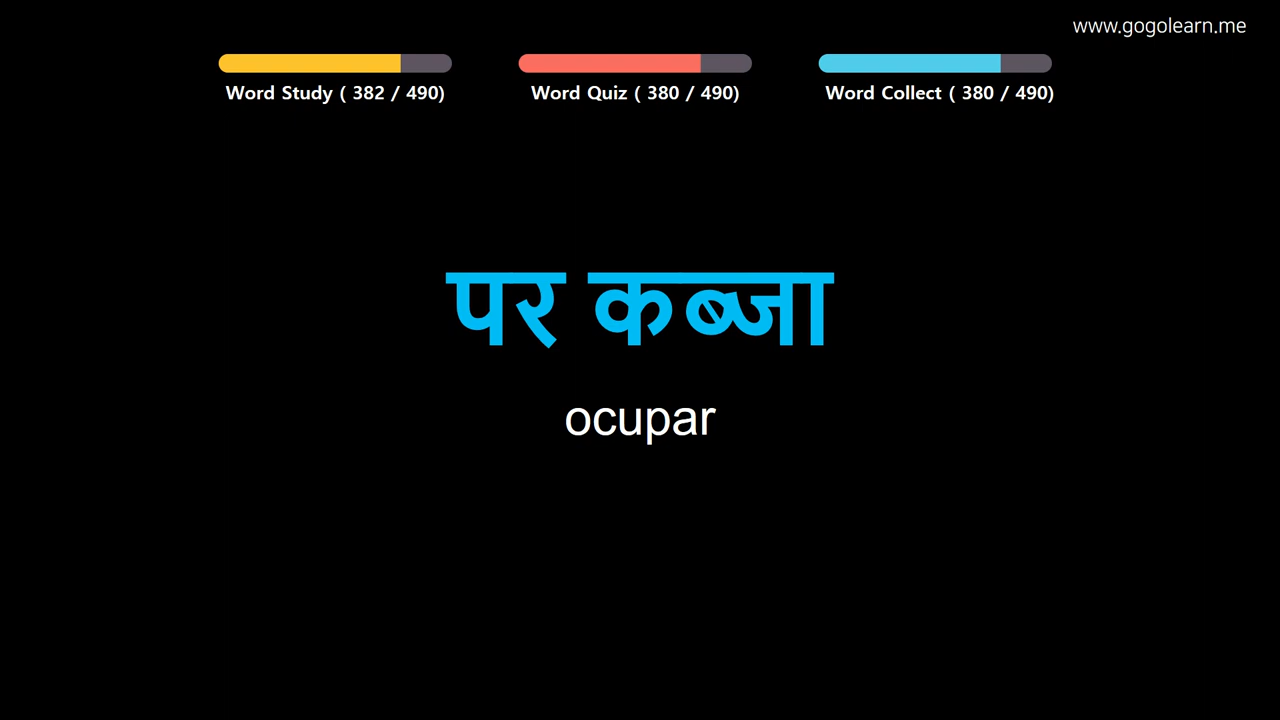 www.gogolearn.me
Word Study ( 382 / 490)
Word Quiz ( 380 / 490)
Word Collect ( 380 / 490)
पर कब्जा
ocupar